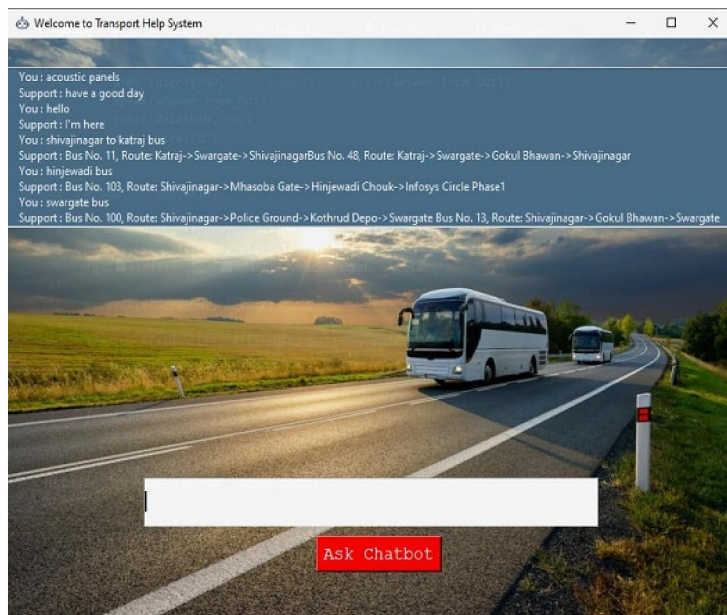 Welcome to Transport Help System
You : acoustic panels
Support : have a good day
You : hello
Support : I'm here
You : shivajinagar to katraj bus
Support : Bus No. 11, Route: Katraj->Swargate->ShivajinagarBus No. 48, Route: Katraj->Swargate->Gokul Bhawan->Shivajinagar
You : hinjewadi bus
Support : Bus No. 103, Route: Shivajinagar->Mhasoba Gate->Hinjewadi Chouk->Infosys Circle Phase1
You : swargate bus
Support : Bus No. 100, Route: Shivajinagar->Police Ground->Kothrud Depo->Swargate Bus No. 13, Route: Shivajinagar->Gokul Bhawan->Swargate
Ask Chatbot